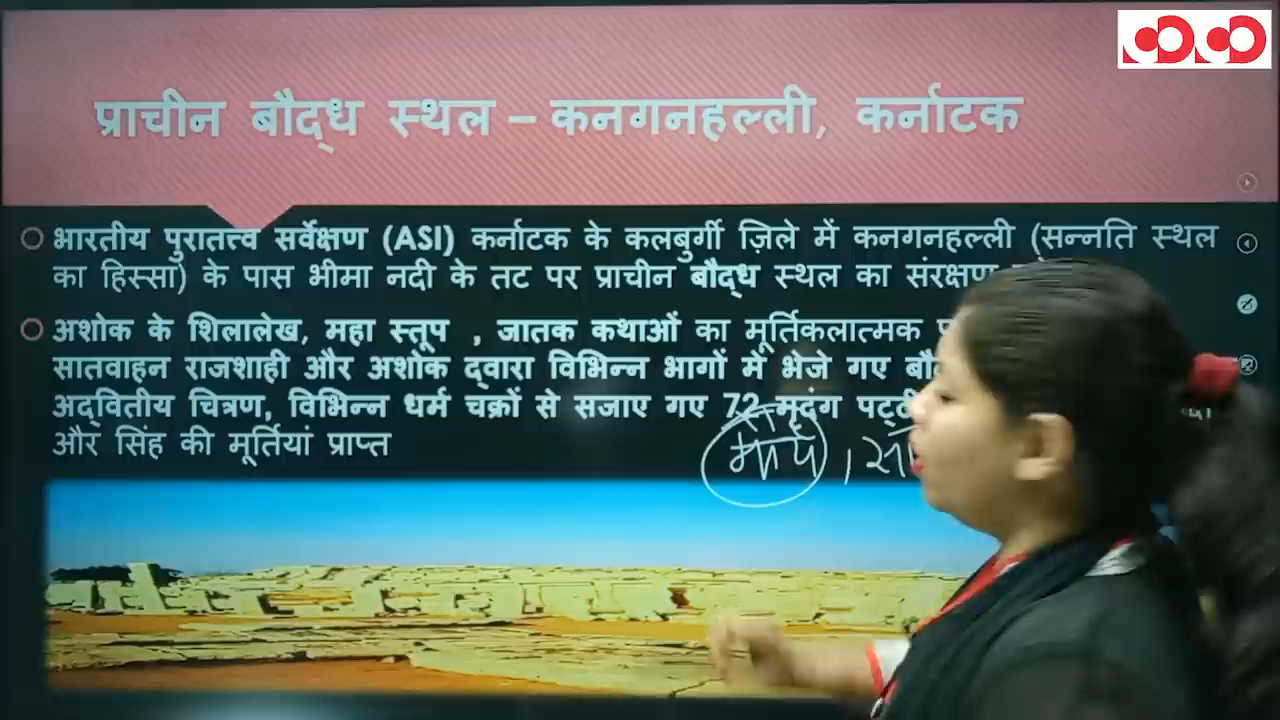 प्राचीन बौद्ध स्थल – कनगनहल्ली, कर्नाटक
भारतीय पुरातत्त्व सर्वेक्षण (ASI) कर्नाटक के कलबुर्गी ज़िले में कनगनहल्ली (सन्नति स्थल
का हिस्सा) के पास भीमा नदी के तट पर प्राचीन बौद्ध स्थल का संरक्षण
अशोक के शिलालेख, महा स्तूप , जातक कथाओं का मूर्तिकलात्मक
सातवाहन राजशाही और अशोक द्वारा विभिन्न भागों में भेजे गए
अद्वितीय चित्रण, विभिन्न धर्म चक्रों से सजाए गए 72 मृदंग
और सिंह की मूर्तियां प्राप्त